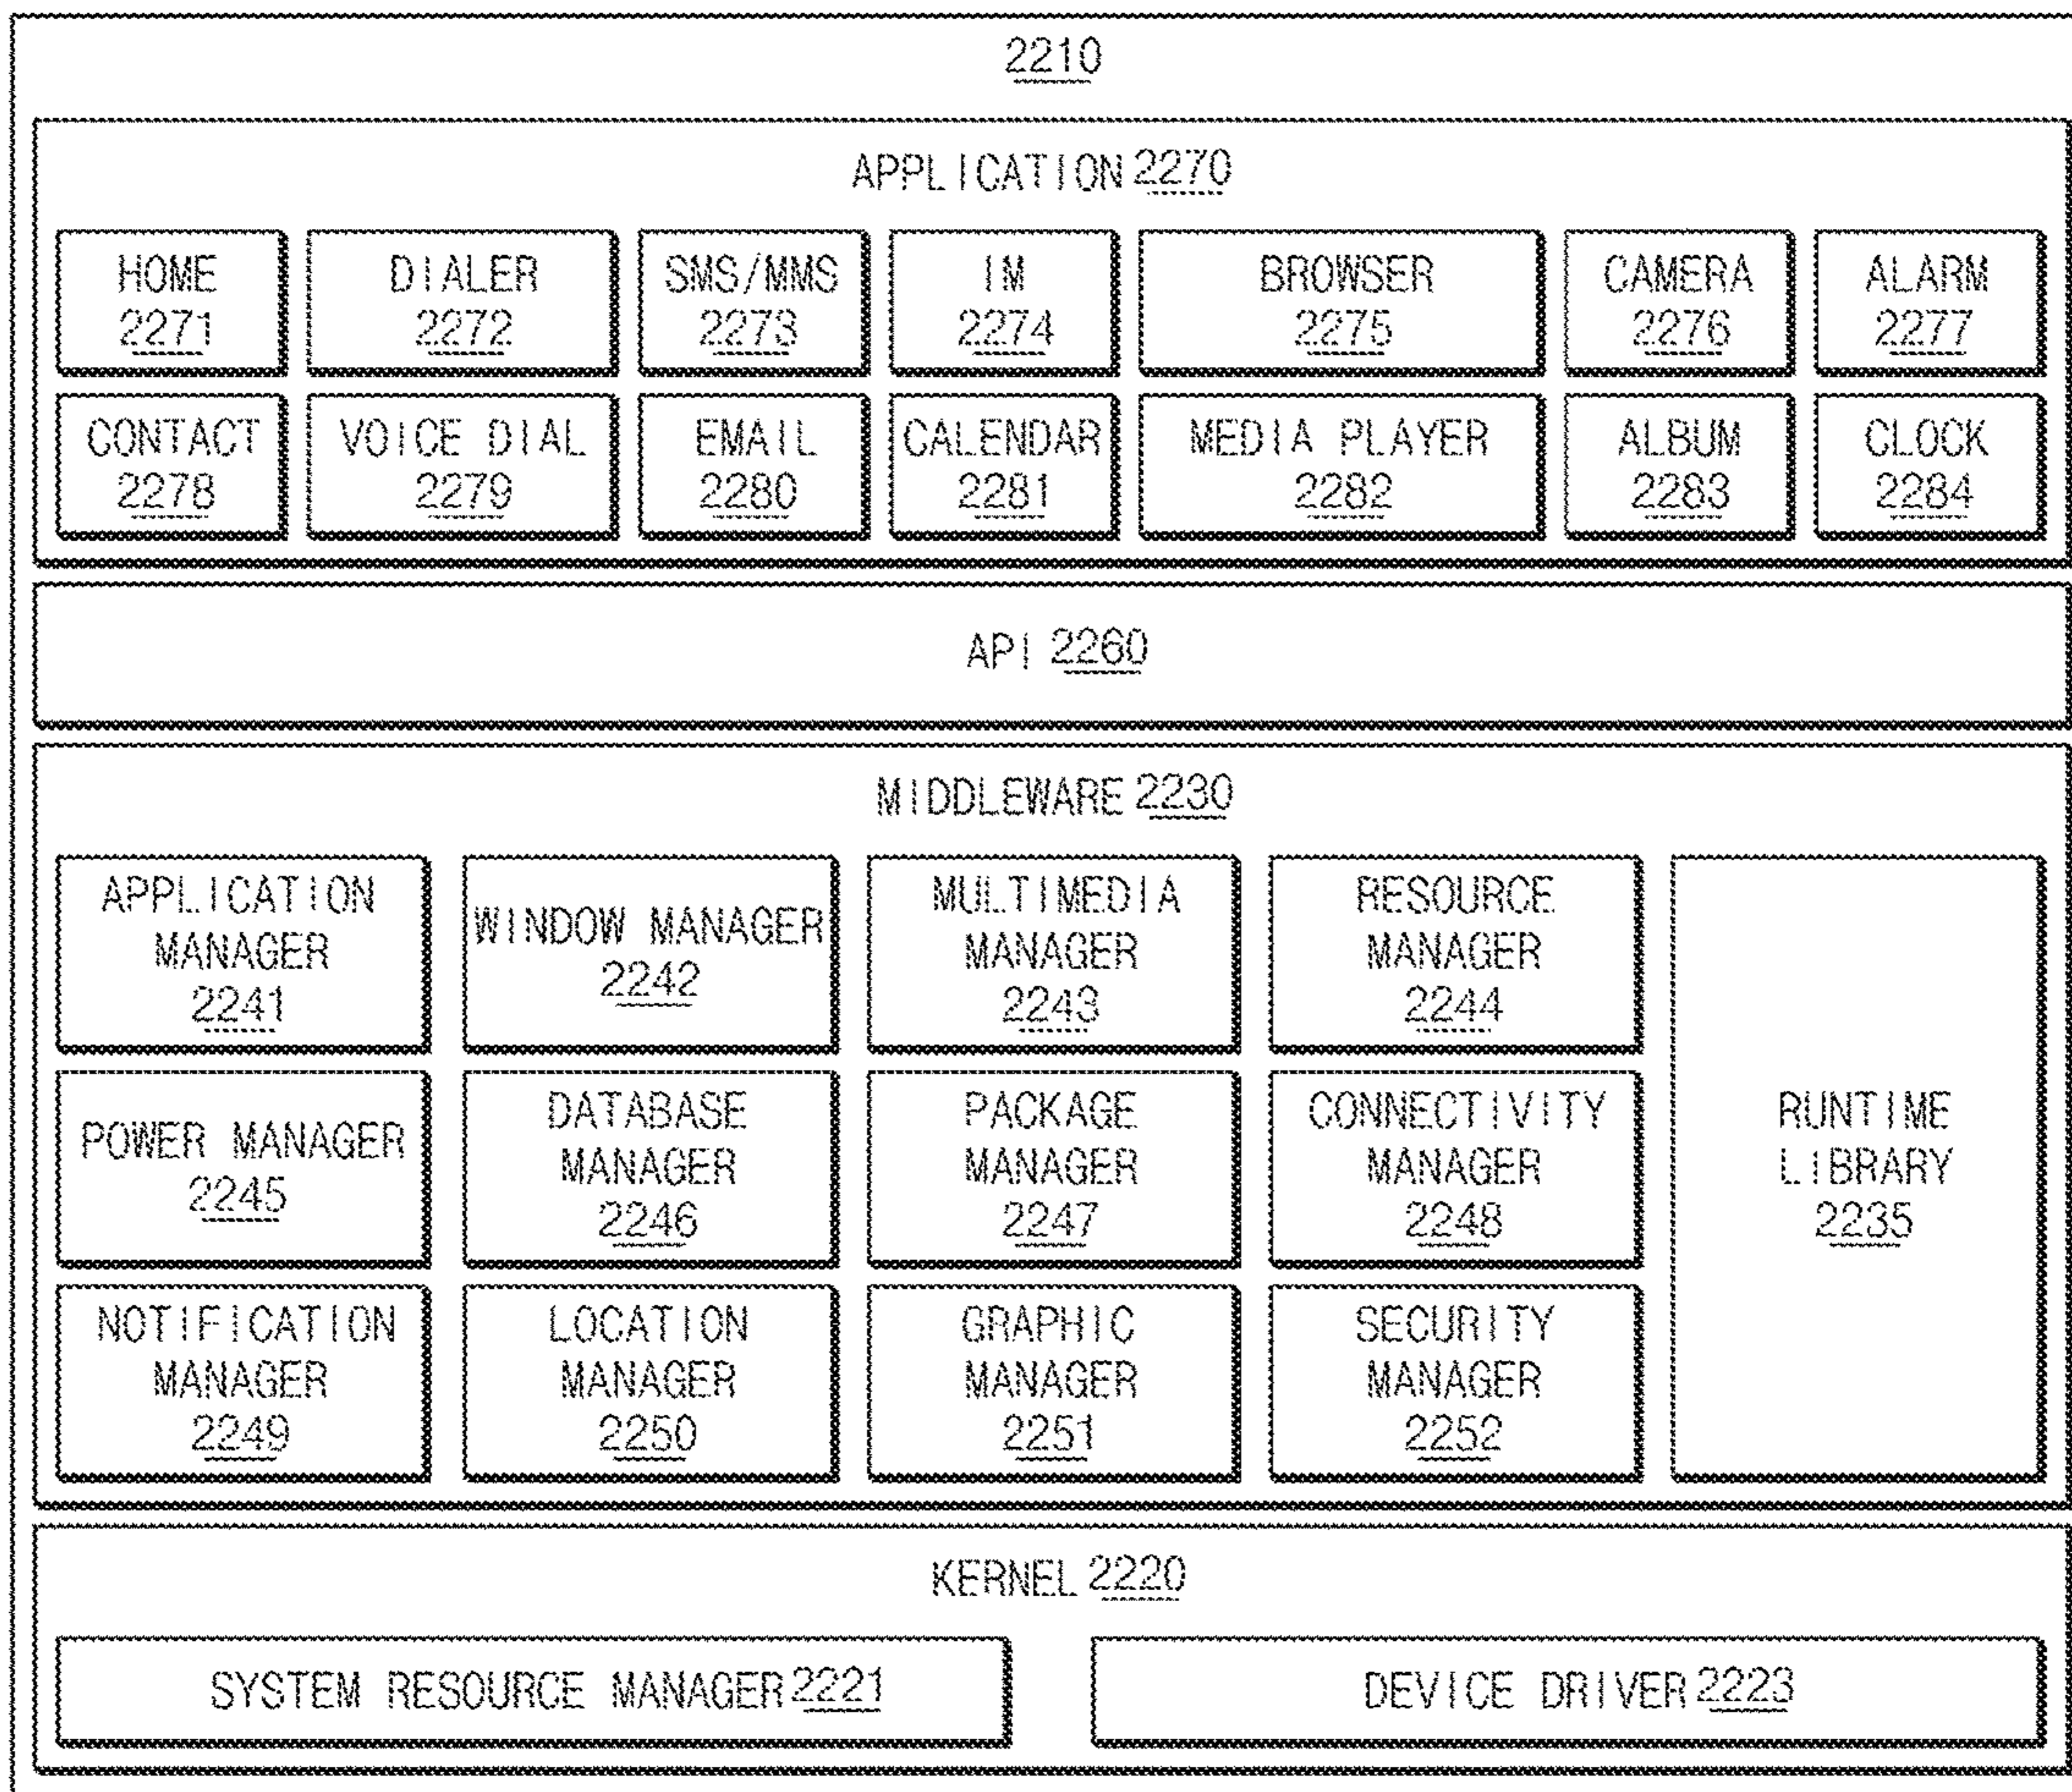 2210
APPLICATION 2270
HOME
2271
DIALER
2272
SMS/MMS
2273
IM
2274
BROWSER
2275
CAMERA
2276
ALARM
2277
CONTACT
2278
VOICE DIAL
2279
EMAIL
2280
CALENDAR
2281
MEDIA PLAYER
2282
ALBUM
2283
CLOCK
2284
API 2260
MIDDLEWARE 2230
APPLICATION
MANAGER
2241
WINDOW MANAGER
2242
MULTIMEDIA
MANAGER
2243
RESOURCE
MANAGER
2244
POWER MANAGER
2245
DATABASE
MANAGER
2246
PACKAGE
MANAGER
2247
CONNECTIVITY
MANAGER
2248
RUNTIME
LIBRARY
2235
NOTIFICATION
MANAGER
2249
LOCATION
MANAGER
2250
GRAPHIC
MANAGER
2251
SECURITY
MANAGER
2252
KERNEL 2220
SYSTEM RESOURCE MANAGER 2221
DEVICE DRIVER 2223